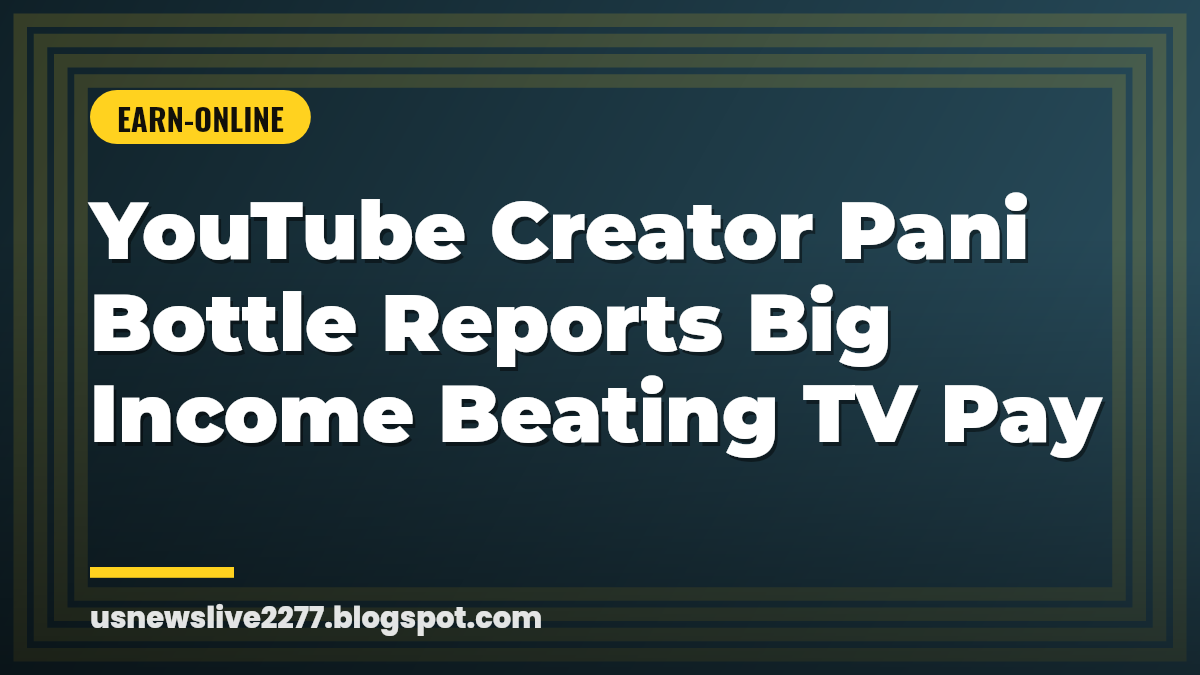 EARN-ONLINE
YouTube Creator Pani
Bottle Reports Big
Income Beating TV Pay
usnewslive2277.blogspot.com